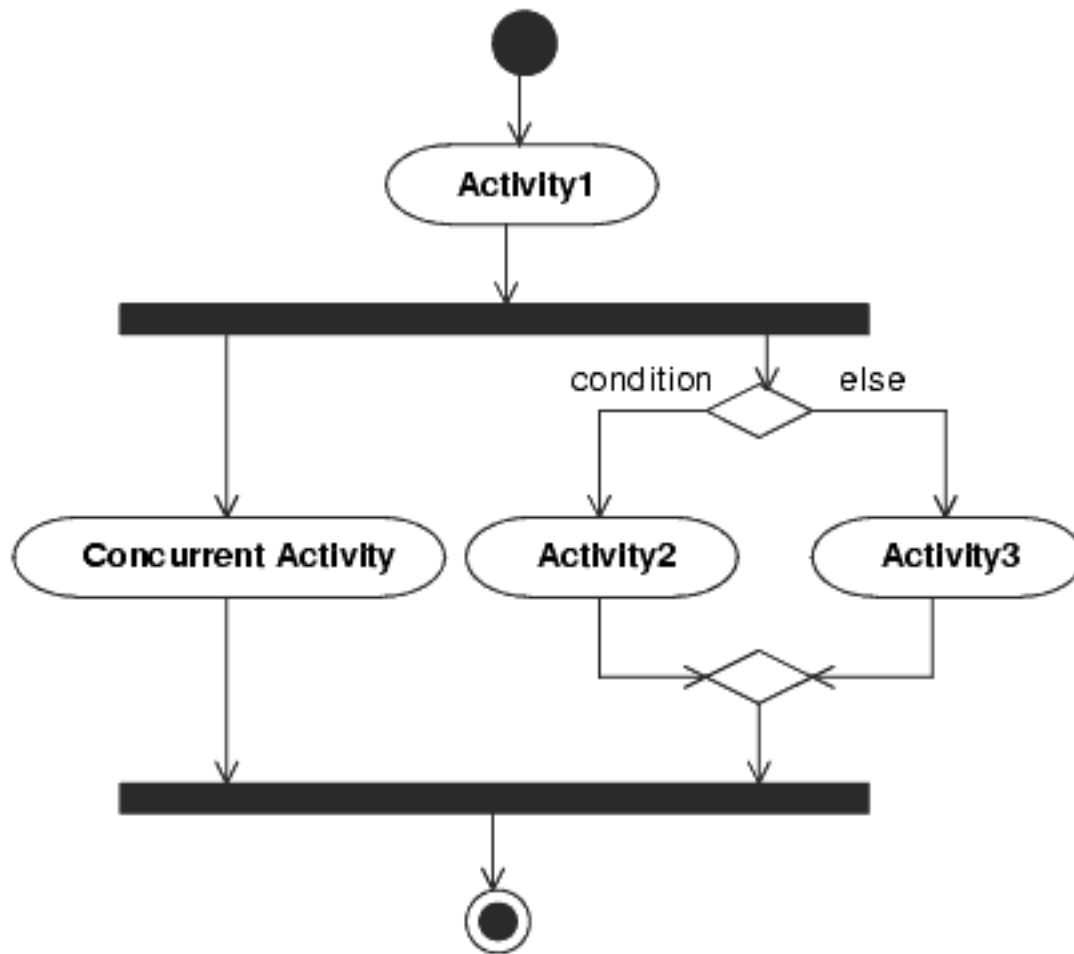 Activity1
condition
else
Concurrent Activity
Activity2
Activity3